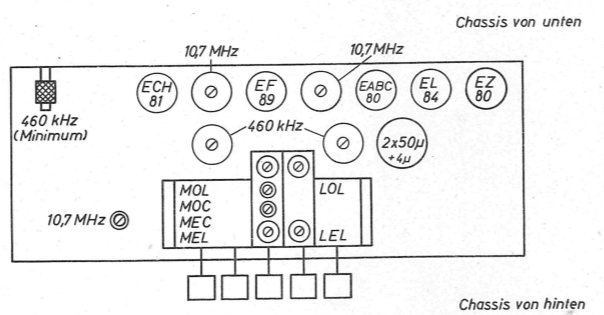 Chassis von unten
10,7 MHz
10,7 MHz
ECH
81
EF
89
EABC
80
EL
84
EZ
80
460 kHz
(Minimum)
460 kHz
2x50µ
+4µ
MOL
MOC
MEC
MEL
LOL
LEL
10,7 MHz
Chassis von hinten